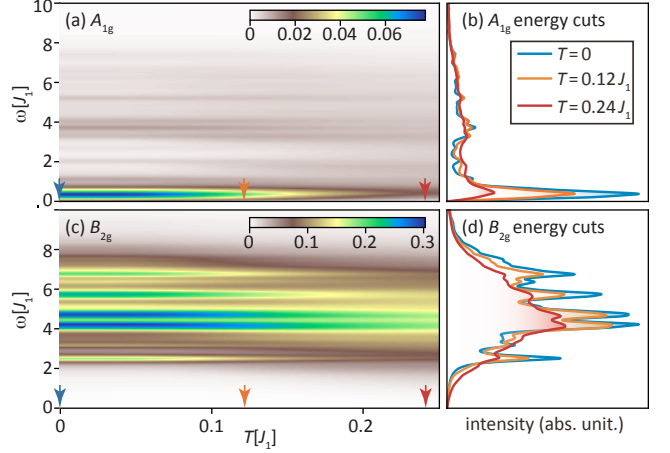 (a) A1g
0 0.02 0.04 0.06
10
8
6
4
2
0
ω[J1]
(b) A1g energy cuts
T = 0
T = 0.12 J1
T = 0.24 J1
(c) B2g
0 0.1 0.2 0.3
8
6
4
2
0
ω[J1]
0 0.1 0.2
T[J1]
(d) B2g energy cuts
intensity (abs. unit.)